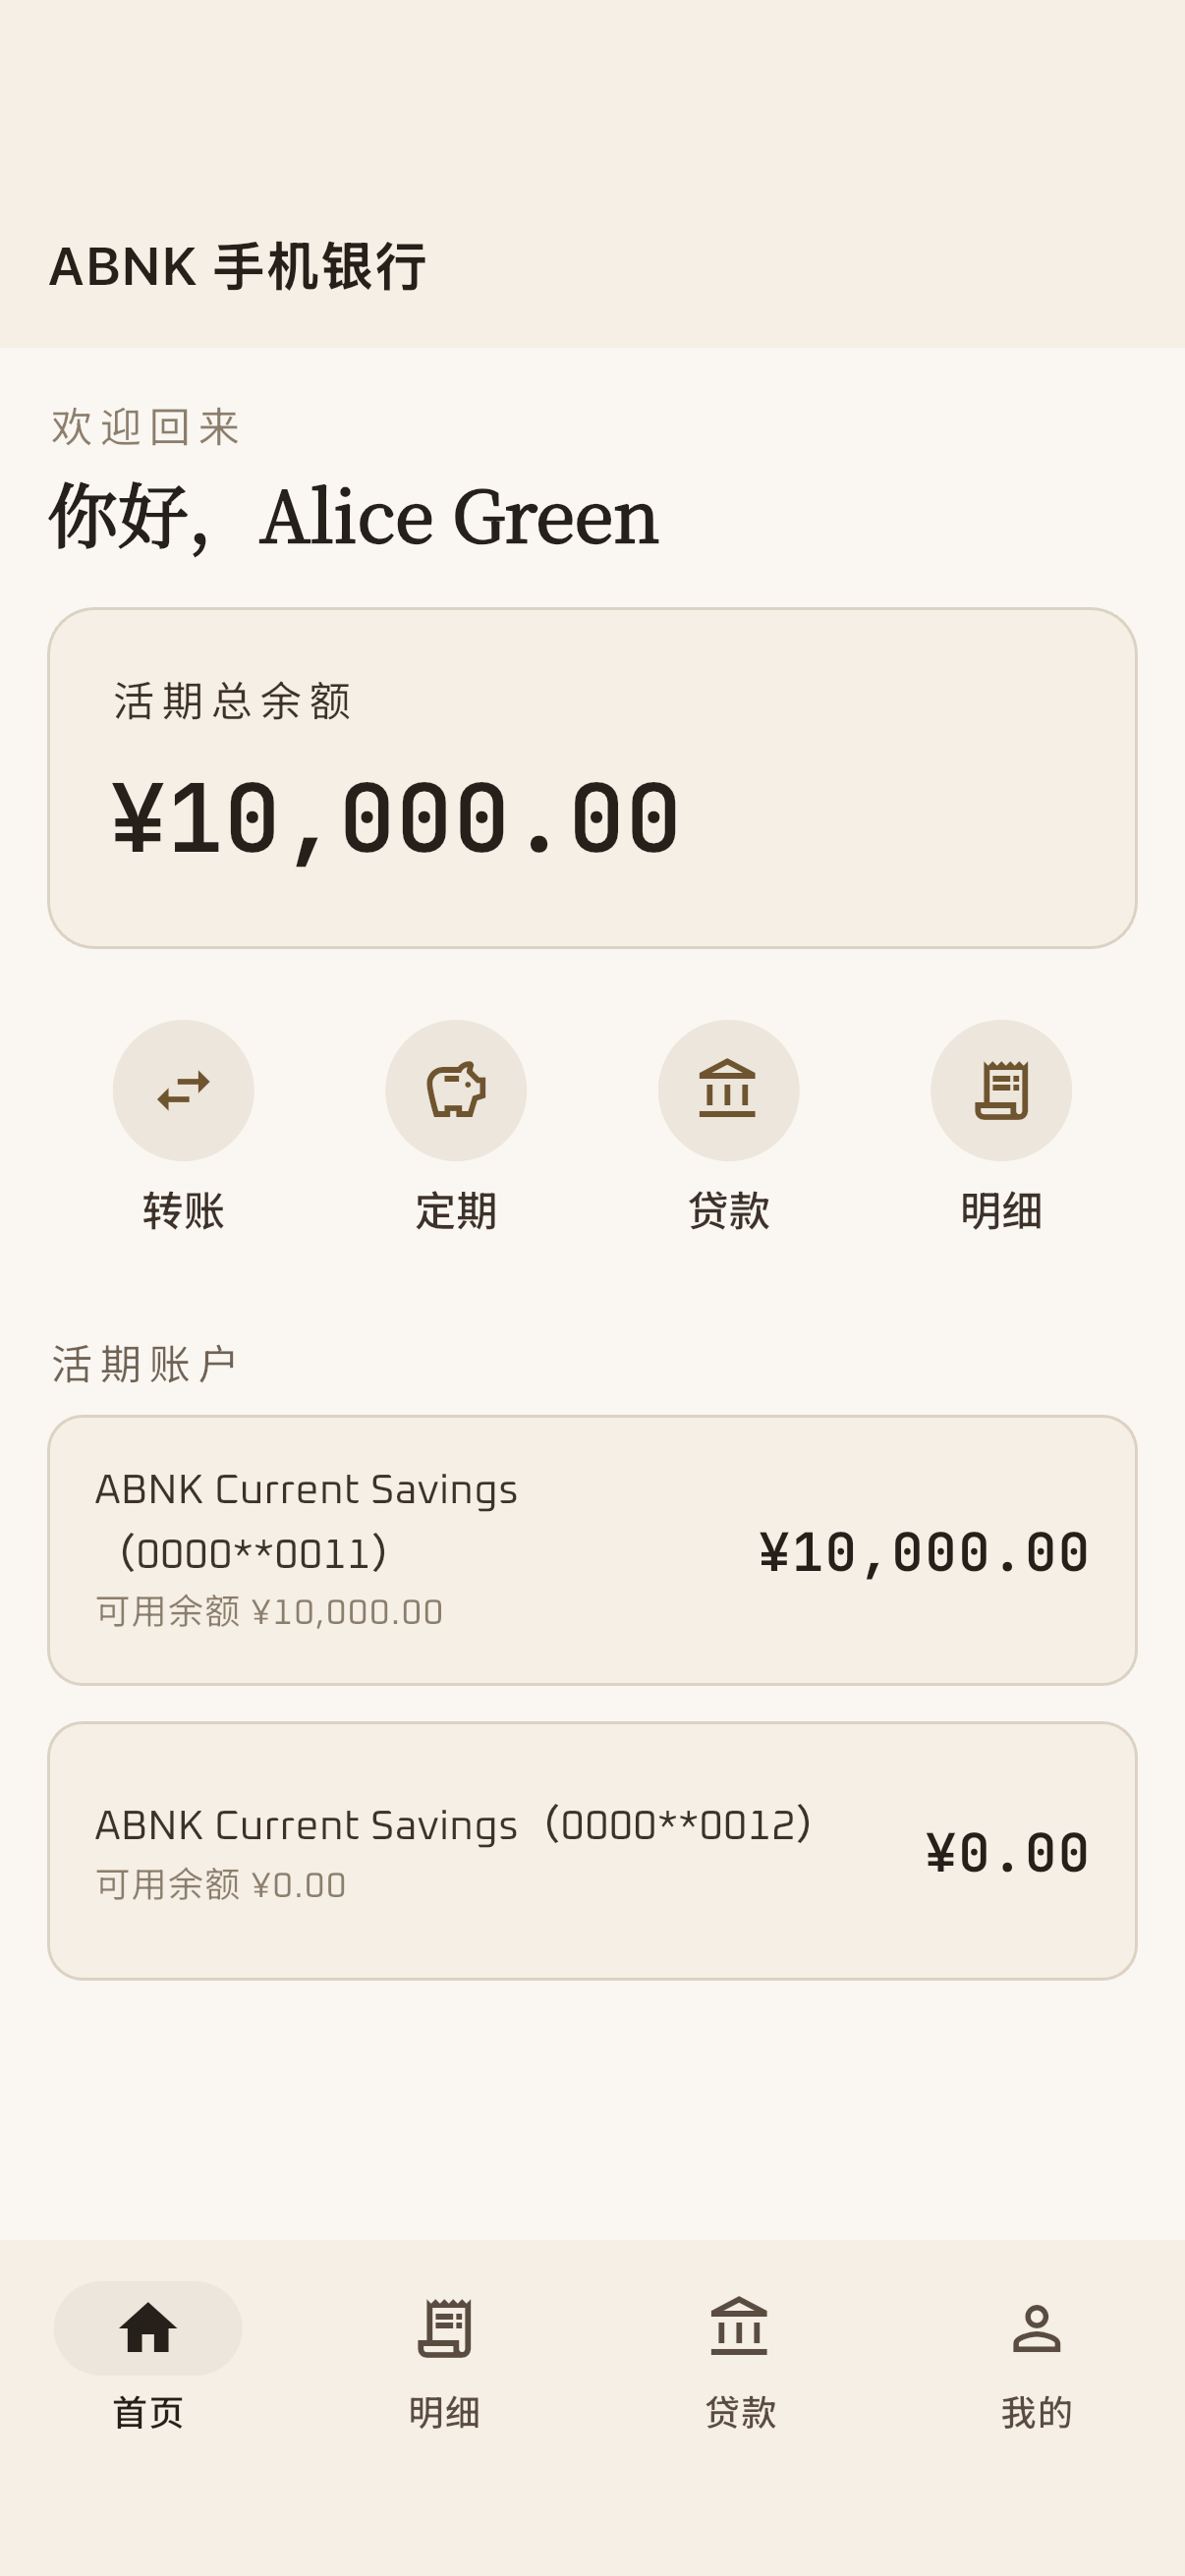 ABNK 手机银行
欢迎回来
你好，Alice Green
活期总余额
¥10,000.00
转账 定期 贷款 明细
活期账户
ABNK Current Savings
（0000**0011）
¥10,000.00
可用余额 ¥10,000.00
ABNK Current Savings（0000**0012）
¥0.00
可用余额 ¥0.00
首页 明细 贷款 我的